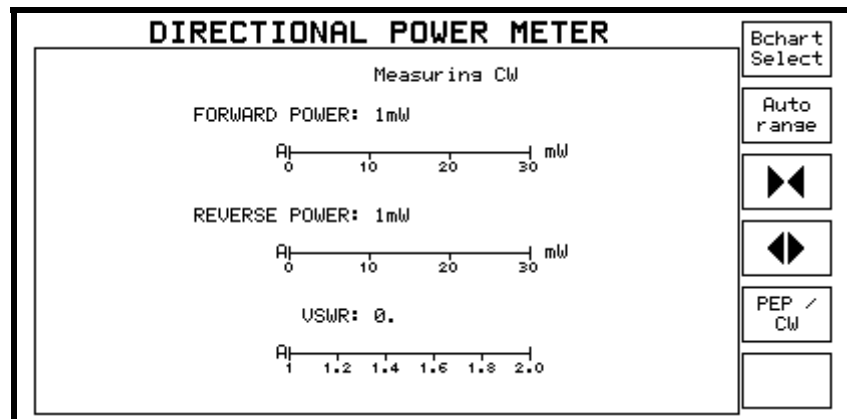 DIRECTIONAL POWER METER
Measuring CW
FORWARD POWER: 1mW
A
mW
0 10 20 30
REVERSE POWER: 1mW
A
mW
0 10 20 30
VSWR: 0.
A
1 1.2 1.4 1.6 1.8 2.0
Bchart
Select
Auto
range
PEP /
CW